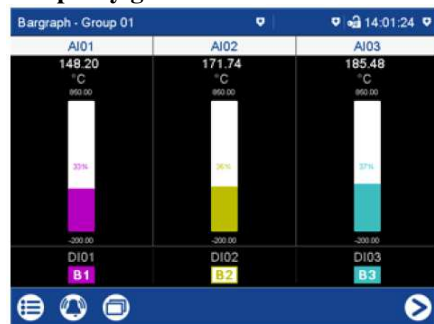 Bargraph - Group 01 14:01:24
AI01 AI02 AI03
148.20 171.74 185.48
°C °C °C
850.00 850.00 850.00
33% 36% 37%
-200.00 -200.00 -200.00
DI01 DI02 DI03
B1 B2 B3